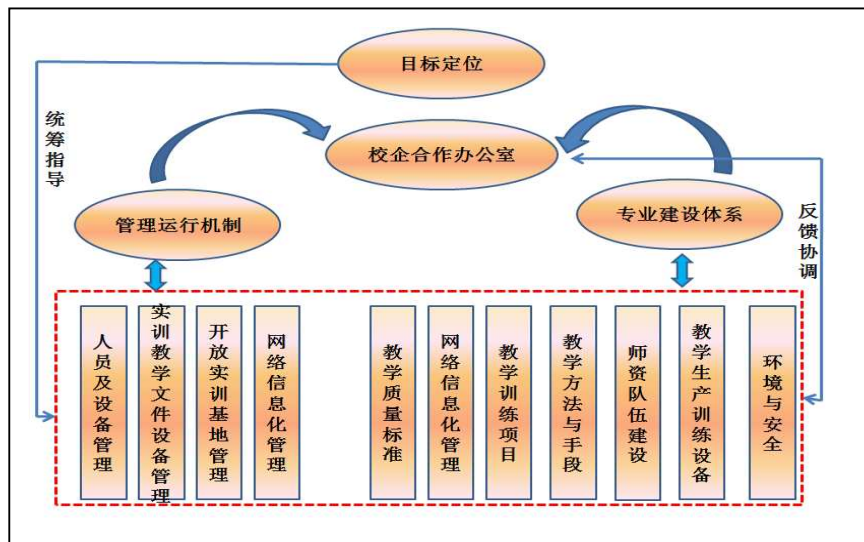 目标定位
统筹指导
校企合作办公室
管理运行机制
专业建设体系
反馈协调
人员及设备管理
实训教学文件设备管理
开放实训基地管理
网络信息化管理
教学质量标准
网络信息化管理
教学训练项目
教学方法与手段
师资队伍建设
教学生产训练设备
环境与安全